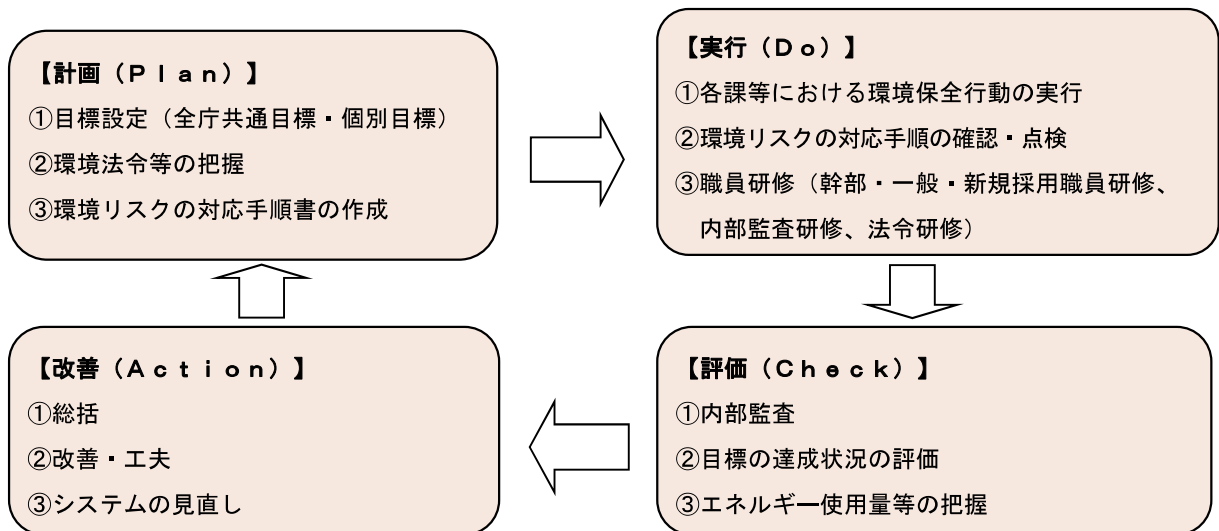 【計画（Ｐｌａｎ）】
①目標設定（全庁共通目標・個別目標）
②環境法令等の把握
③環境リスクの対応手順書の作成
【実行（Ｄｏ）】
①各課等における環境保全行動の実行
②環境リスクの対応手順の確認・点検
③職員研修（幹部・一般・新規採用職員研修、
内部監査研修、法令研修）
【評価（Ｃｈｅｃｋ）】
①内部監査
②目標の達成状況の評価
③エネルギー使用量等の把握
【改善（Ａｃｔｉｏｎ）】
①総括
②改善・工夫
③システムの見直し